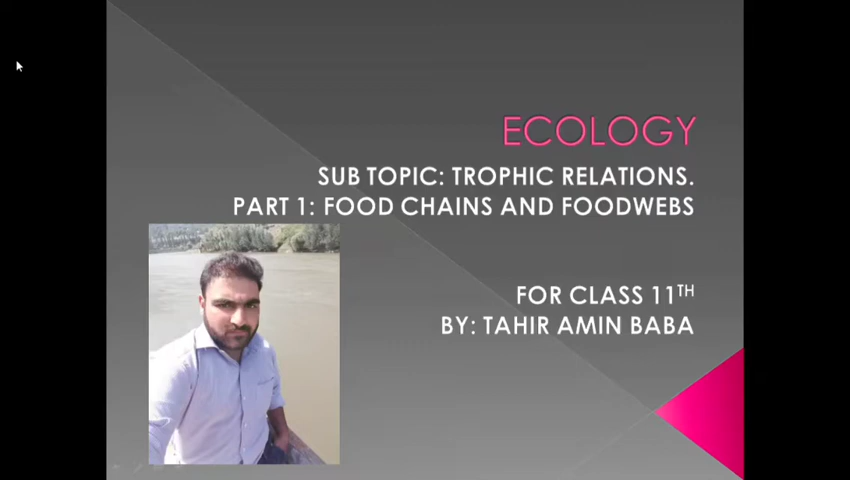 ECOLOGY
SUB TOPIC: TROPHIC RELATIONS.
PART 1: FOOD CHAINS AND FOODWEBS
FOR CLASS 11TH
BY: TAHIR AMIN BABA